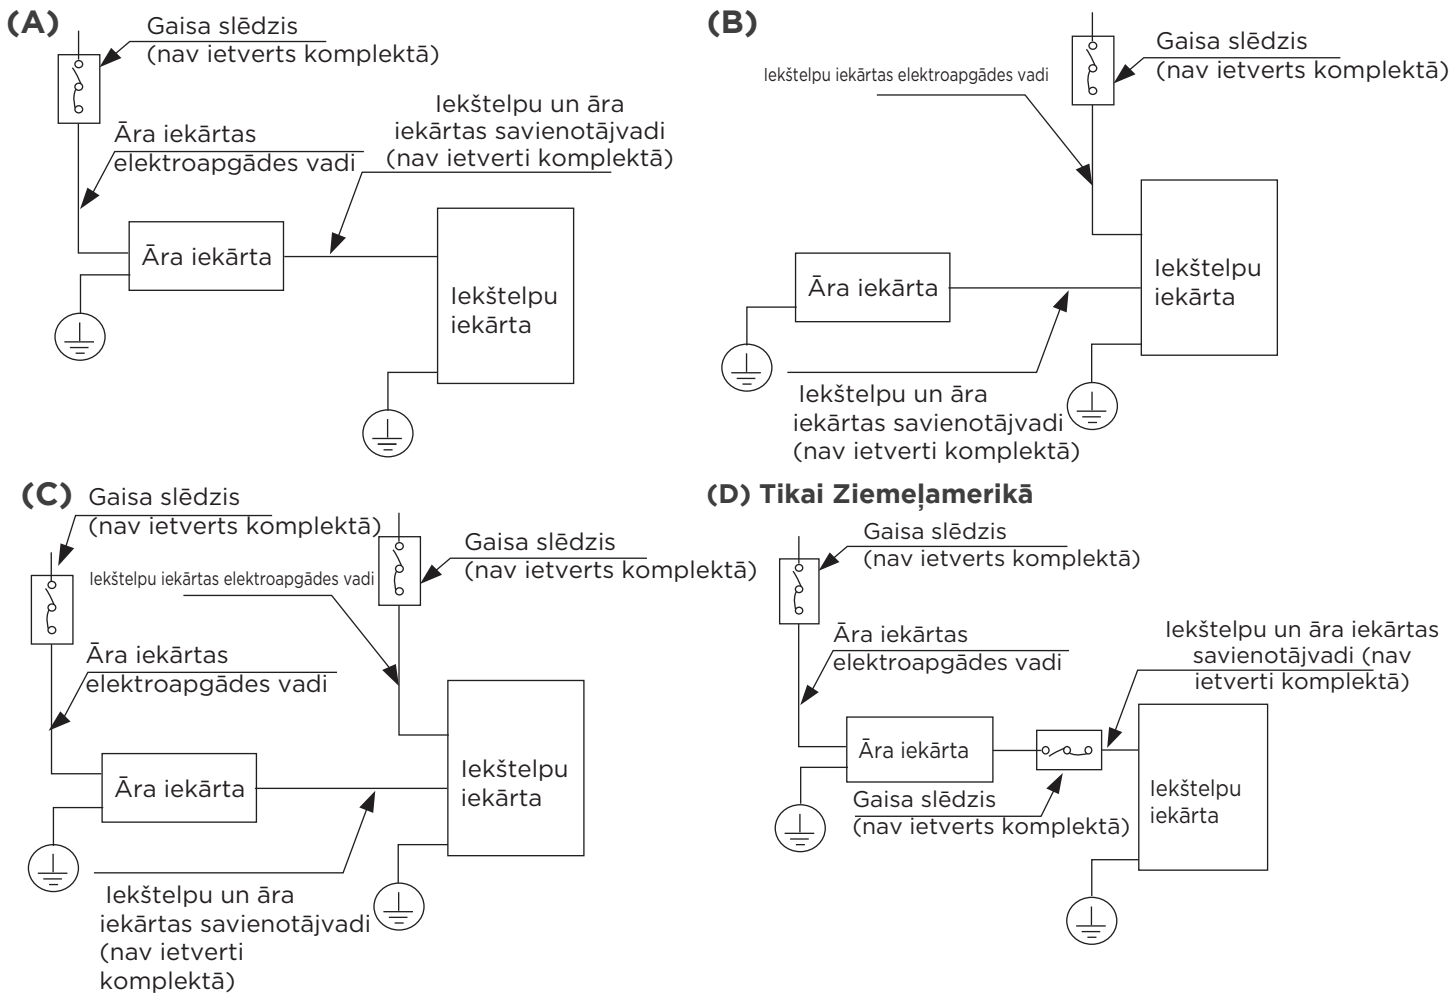 (A)
Gaisa slēdzis
(nav ietverts komplektā)
Iekštelpu un āra
iekārtas savienotājvadi
(nav ietverti komplektā)
Āra iekārtas
elektroapgādes vadi
Āra iekārta
Iekštelpu
iekārta
(B)
Gaisa slēdzis
(nav ietverts komplektā)
Iekštelpu iekārtas elektroapgādes vadi
Āra iekārta
Iekštelpu
iekārta
Iekštelpu un āra
iekārtas savienotājvadi
(nav ietverti komplektā)
(C)
Gaisa slēdzis
(nav ietverts komplektā)
Gaisa slēdzis
(nav ietverts komplektā)
Iekštelpu iekārtas elektroapgādes vadi
Āra iekārtas
elektroapgādes vadi
Āra iekārta
Iekštelpu
iekārta
Iekštelpu un āra
iekārtas savienotājvadi
(nav ietverti
komplektā)
(D) Tikai Ziemeļamerikā
Gaisa slēdzis
(nav ietverts komplektā)
Āra iekārtas
elektroapgādes vadi
Iekštelpu un āra iekārtas
savienotājvadi (nav
ietverti komplektā)
Āra iekārta
Gaisa slēdzis
(nav ietverts komplektā)
Iekštelpu
iekārta